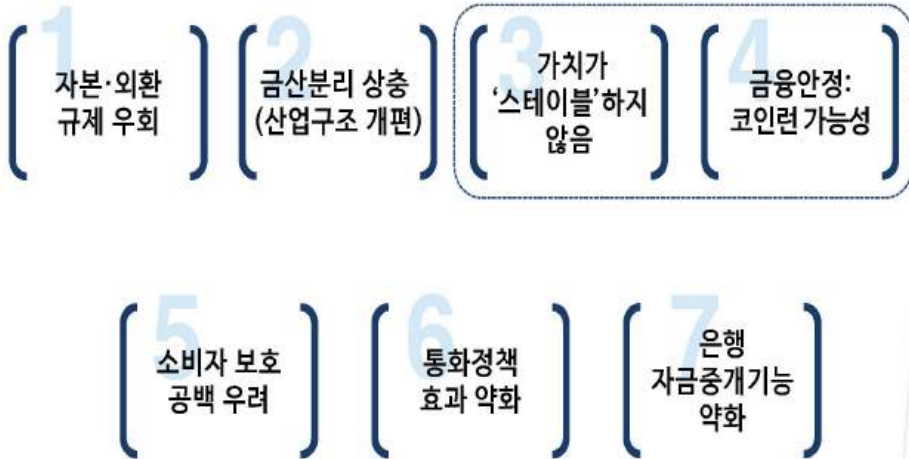 1
자본·외환
규제 우회
2
금산분리 상충
(산업구조 개편)
3
가치가
‘스테이블’하지
않음
4
금융안정:
코인런 가능성
5
소비자 보호
공백 우려
6
통화정책
효과 약화
7
은행
자금중개기능
약화